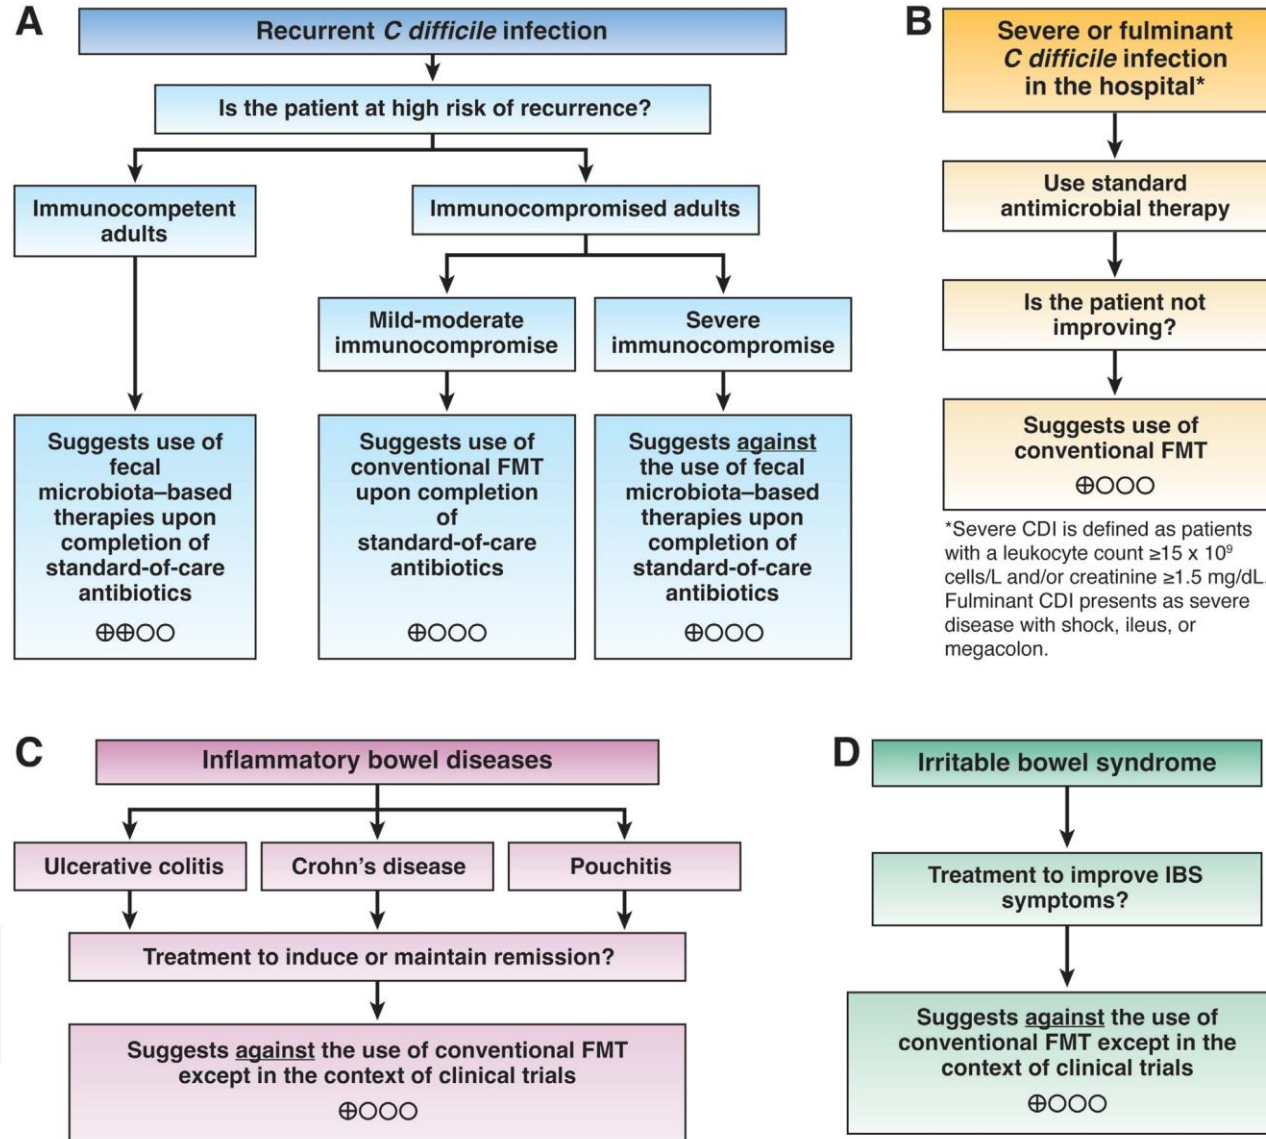 A
Recurrent C difficile infection
Is the patient at high risk of recurrence?
Immunocompetent
adults
Immunocompromised adults
Mild-moderate
immunocompromise
Severe
immunocompromise
Suggests use of
fecal
microbiota–based
therapies upon
completion of
standard-of-care
antibiotics
⊕⊕○○
Suggests use of
conventional FMT
upon completion
of
standard-of-care
antibiotics
⊕○○○
Suggests against
the use of fecal
microbiota–based
therapies upon
completion of
standard-of-care
antibiotics
⊕○○○
B
Severe or fulminant
C difficile infection
in the hospital*
Use standard
antimicrobial therapy
Is the patient not
improving?
Suggests use of
conventional FMT
⊕○○○
*Severe CDI is defined as patients
with a leukocyte count ≥15 x 10⁹
cells/L and/or creatinine ≥1.5 mg/dL.
Fulminant CDI presents as severe
disease with shock, ileus, or
megacolon.
C
Inflammatory bowel diseases
Ulcerative colitis
Crohn's disease
Pouchitis
Treatment to induce or maintain remission?
Suggests against the use of conventional FMT
except in the context of clinical trials
⊕○○○
D
Irritable bowel syndrome
Treatment to improve IBS
symptoms?
Suggests against the use of
conventional FMT except in the
context of clinical trials
⊕○○○